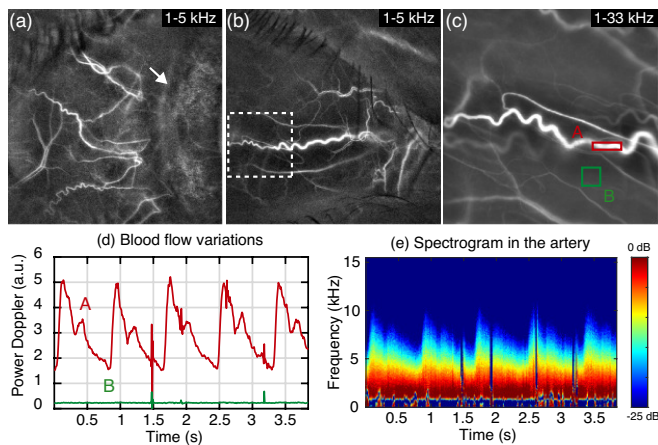 (a) 1-5 kHz
(b) 1-5 kHz
(c) 1-33 kHz
A
B
(d) Blood flow variations
Power Doppler (a.u.)
6
5
4
3
2
1
0
A
B
0.5 1 1.5 2 2.5 3 3.5
Time (s)
(e) Spectrogram in the artery
Frequency (kHz)
15
10
5
0
0.5 1 1.5 2 2.5 3 3.5
Time (s)
0 dB
-25 dB